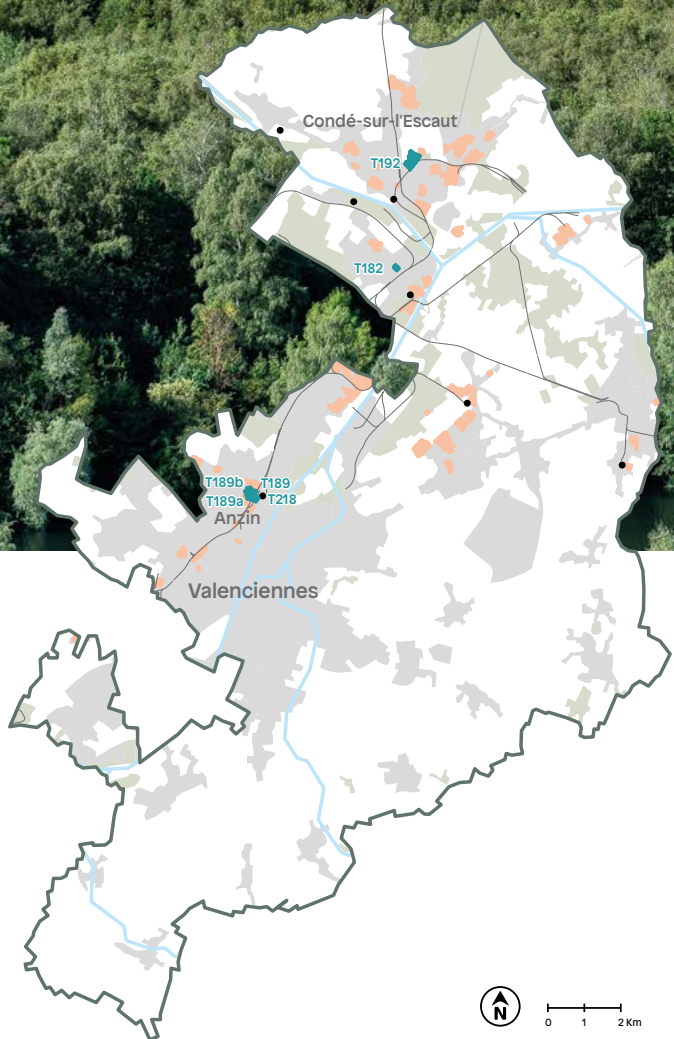 Condé-sur-l'Escaut
T192
T182
T189b T189
T189a T218
Anzin
Valenciennes
N
0 1 2 Km